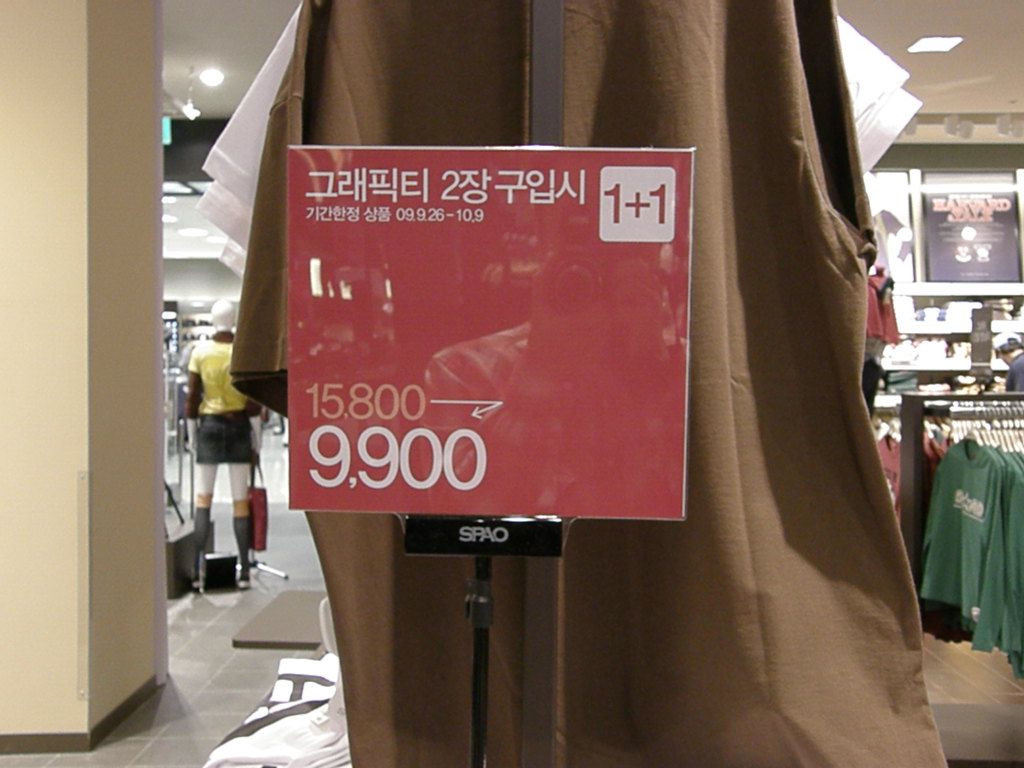 그래픽티 2장 구입시 1+1
기간한정 상품 09.9.26-10.9
15,800
9,900
SPAO
HARVARD